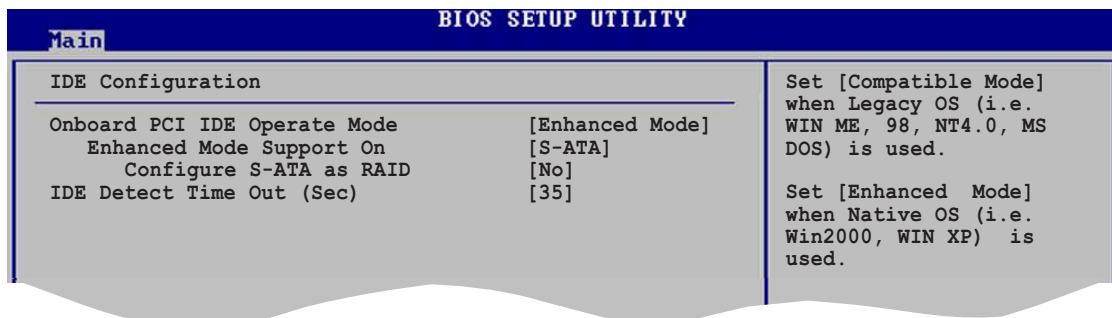 BIOS SETUP UTILITY
Main
IDE Configuration
Onboard PCI IDE Operate Mode [Enhanced Mode]
Enhanced Mode Support On [S-ATA]
Configure S-ATA as RAID [No]
IDE Detect Time Out (Sec) [35]
Set [Compatible Mode]
when Legacy OS (i.e.
WIN ME, 98, NT4.0, MS
DOS) is used.
Set [Enhanced Mode]
when Native OS (i.e.
Win2000, WIN XP) is
used.